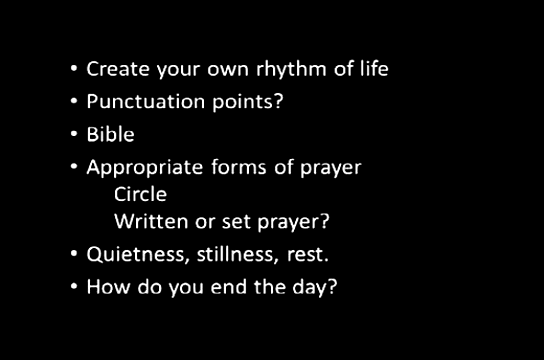 • Create your own rhythm of life
• Punctuation points?
• Bible
• Appropriate forms of prayer
Circle
Written or set prayer?
• Quietness, stillness, rest.
• How do you end the day?